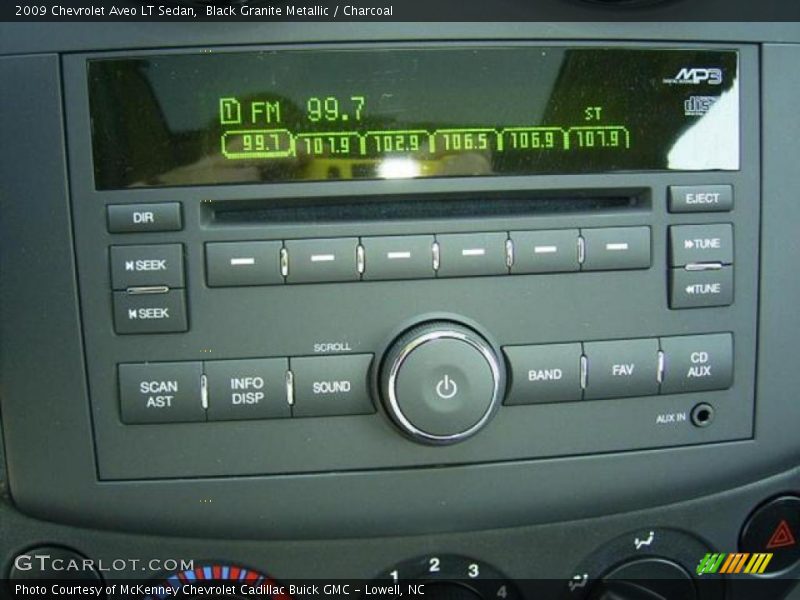 2009 Chevrolet Aveo LT Sedan, Black Granite Metallic / Charcoal
MP3
disc
1 FM 99.7 ST
99.7 107.9 102.9 106.5 106.9 107.9
DIR
EJECT
SEEK
TUNE
SEEK
TUNE
SCROLL
SCAN AST
INFO DISP
SOUND
BAND
FAV
CD AUX
AUX IN
1 2 3 4
GTCARLOT.COM
Photo Courtesy of McKenney Chevrolet Cadillac Buick GMC - Lowell, NC